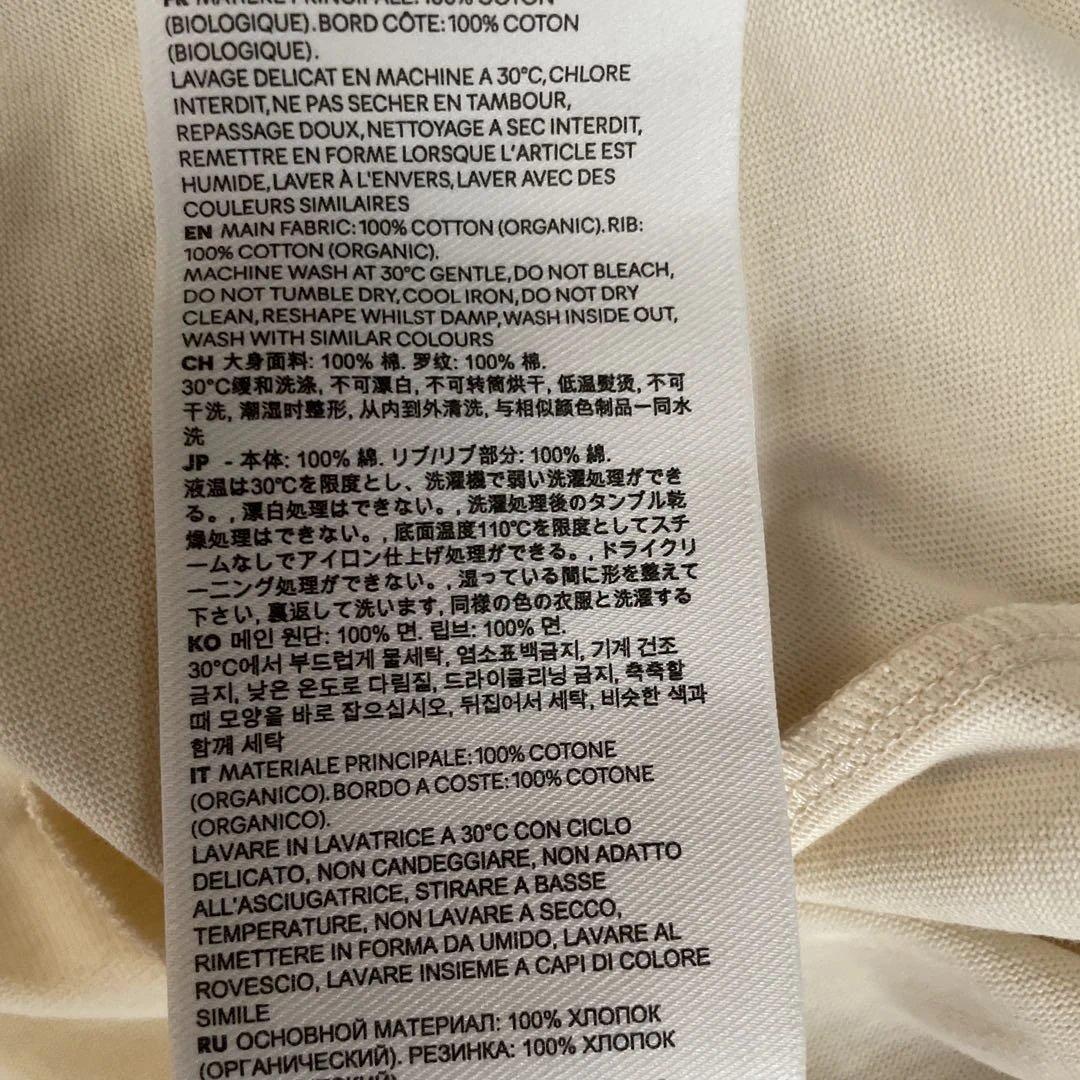 FR MATIERE PRINCIPALE: 100% COTON
(BIOLOGIQUE). BORD CÔTE: 100% COTON
(BIOLOGIQUE).
LAVAGE DELICAT EN MACHINE A 30°C, CHLORE
INTERDIT, NE PAS SECHER EN TAMBOUR,
REPASSAGE DOUX, NETTOYAGE A SEC INTERDIT,
REMETTRE EN FORME LORSQUE L'ARTICLE EST
HUMIDE, LAVER À L'ENVERS, LAVER AVEC DES
COULEURS SIMILAIRES
EN MAIN FABRIC: 100% COTTON (ORGANIC). RIB:
100% COTTON (ORGANIC).
MACHINE WASH AT 30°C GENTLE, DO NOT BLEACH,
DO NOT TUMBLE DRY, COOL IRON, DO NOT DRY
CLEAN, RESHAPE WHILST DAMP, WASH INSIDE OUT,
WASH WITH SIMILAR COLOURS
CH 大身面料: 100% 棉. 罗纹: 100% 棉.
30°C缓和洗涤, 不可漂白, 不可转筒烘干, 低温熨烫, 不可
干洗, 潮湿时整形, 从内到外清洗, 与相似颜色制品一同水
洗
JP - 本体: 100% 綿. リブ/リブ部分: 100% 綿.
液温は30℃を限度とし、洗濯機で弱い洗濯処理ができ
る。, 漂白処理はできない。, 洗濯処理後のタンブル乾
燥処理はできない。, 底面温度110℃を限度としてスチ
ームなしでアイロン仕上げ処理ができる。, ドライクリ
ーニング処理ができない。, 湿っている間に形を整えて
下さい, 裏返して洗います, 同様の色の衣服と洗濯する
KO 메인 원단: 100% 면. 립브: 100% 면.
30°C에서 부드럽게 물세탁, 염소표백금지, 기계 건조
금지, 낮은 온도로 다림질, 드라이클리닝 금지, 축축할
때 모양을 바로 잡으십시오, 뒤집어서 세탁, 비슷한 색과
함께 세탁
IT MATERIALE PRINCIPALE: 100% COTONE
(ORGANICO). BORDO A COSTE: 100% COTONE
(ORGANICO).
LAVARE IN LAVATRICE A 30°C CON CICLO
DELICATO, NON CANDEGGIARE, NON ADATTO
ALL'ASCIUGATRICE, STIRARE A BASSE
TEMPERATURE, NON LAVARE A SECCO,
RIMETTERE IN FORMA DA UMIDO, LAVARE AL
ROVESCIO, LAVARE INSIEME A CAPI DI COLORE
SIMILE
RU ОСНОВНОЙ МАТЕРИАЛ: 100% ХЛОПОК
(ОРГАНИЧЕСКИЙ). РЕЗИНКА: 100% ХЛОПОК